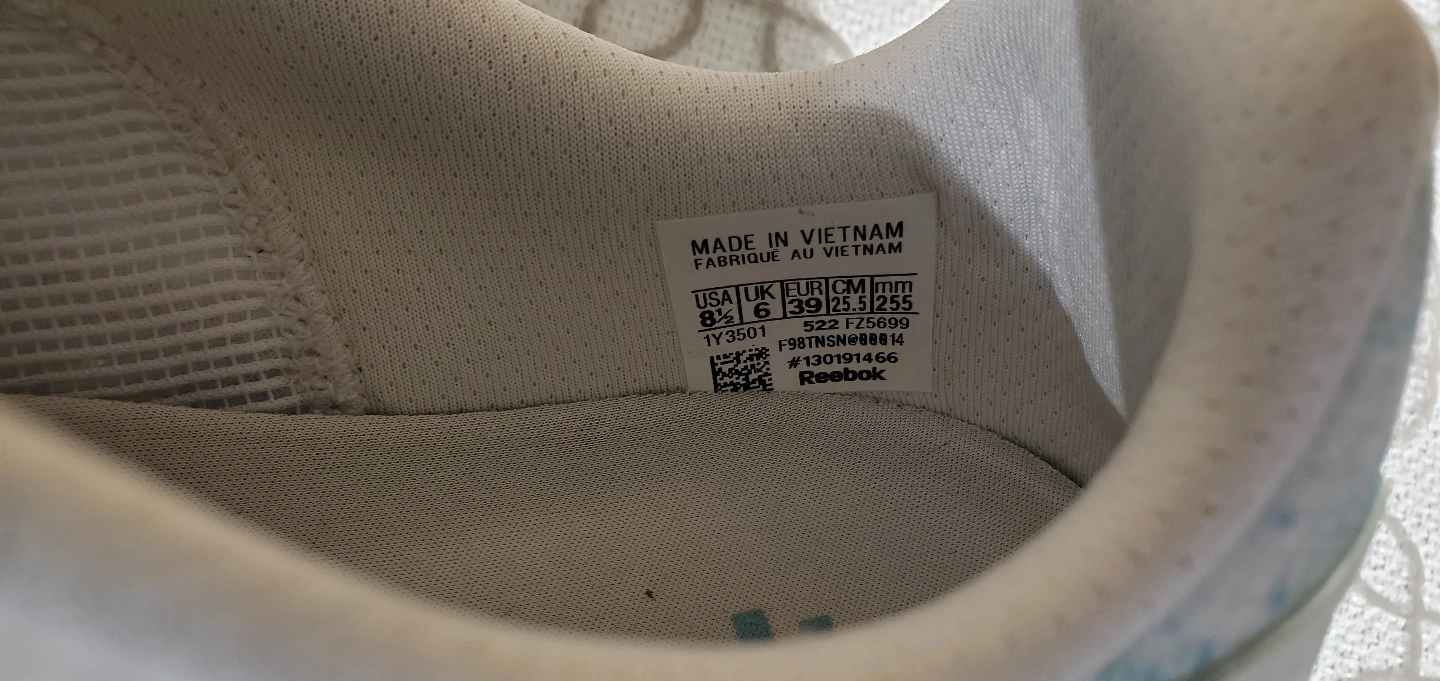 MADE IN VIETNAM
FABRIQUÉ AU VIETNAM
USA UK EUR CM mm
8½ 6 39 25.5 255
1Y3501 522 FZ5699
F98TNSN@00014
#130191466
Reebok